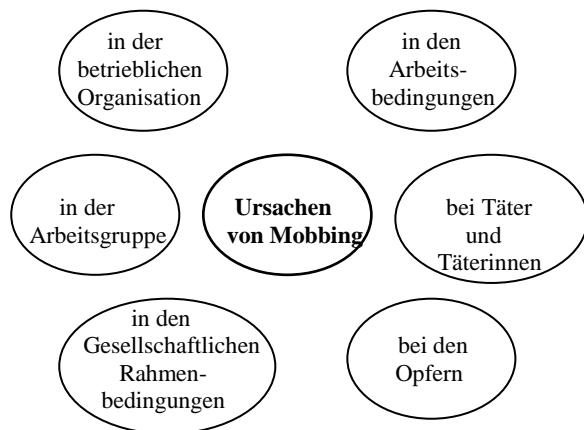 in der
betrieblichen
Organisation
in den
Arbeits-
bedingungen
in der
Arbeitsgruppe
Ursachen
von Mobbing
bei Täter
und
Täterinnen
in den
Gesellschaftlichen
Rahmen-
bedingungen
bei den
Opfern